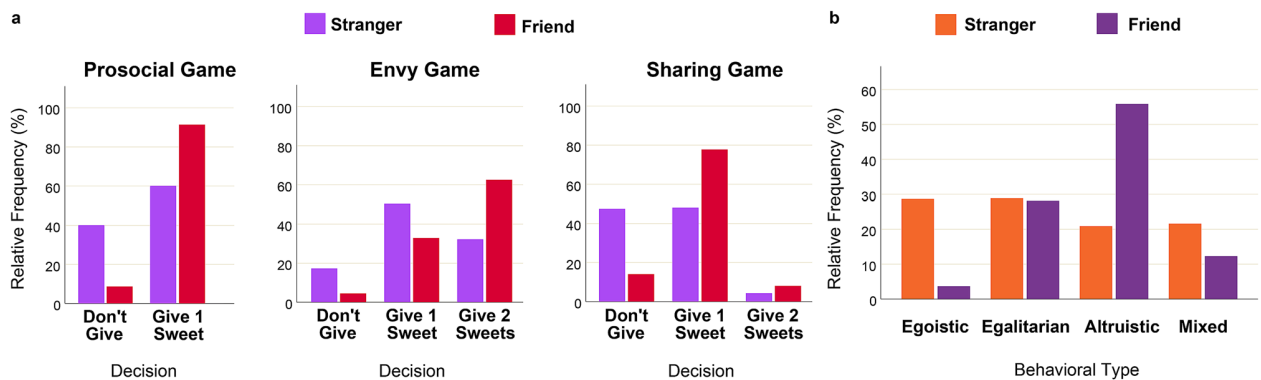 a
Stranger
Friend
Prosocial Game
Envy Game
Sharing Game
Relative Frequency (%)
100
80
60
40
20
0
Don't
Give
Give 1
Sweet
Decision
100
80
60
40
20
0
Don't
Give
Give 1
Sweet
Give 2
Sweets
Decision
100
80
60
40
20
0
Don't
Give
Give 1
Sweet
Give 2
Sweets
Decision
b
Stranger
Friend
Relative Frequency (%)
60
50
40
30
20
10
0
Egoistic
Egalitarian
Altruistic
Mixed
Behavioral Type